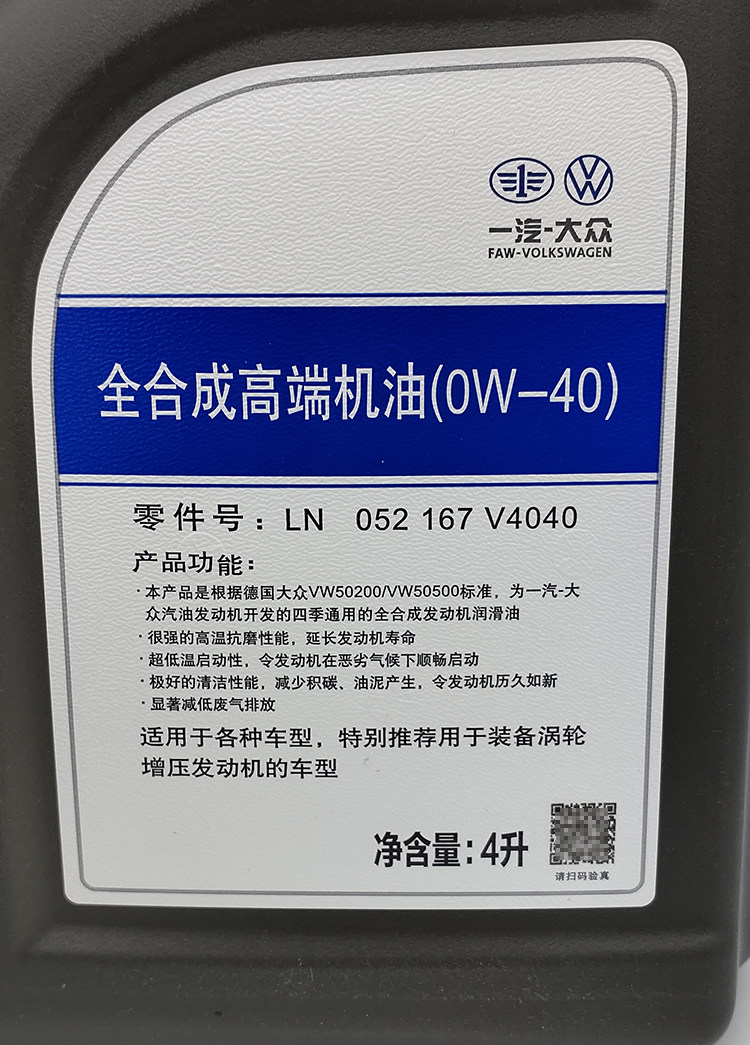 一汽-大众
FAW-VOLKSWAGEN
全合成高端机油(0W-40)
零件号：LN 052 167 V4040
产品功能：
·本产品是根据德国大众VW50200/VW50500标准，为一汽-大
众汽油发动机开发的四季通用的全合成发动机润滑油
·很强的高温抗磨性能，延长发动机寿命
·超低温启动性，令发动机在恶劣气候下顺畅启动
·极好的清洁性能，减少积碳、油泥产生，令发动机历久如新
·显著减低废气排放
适用于各种车型，特别推荐用于装备涡轮
增压发动机的车型
净含量：4升
请扫码验真